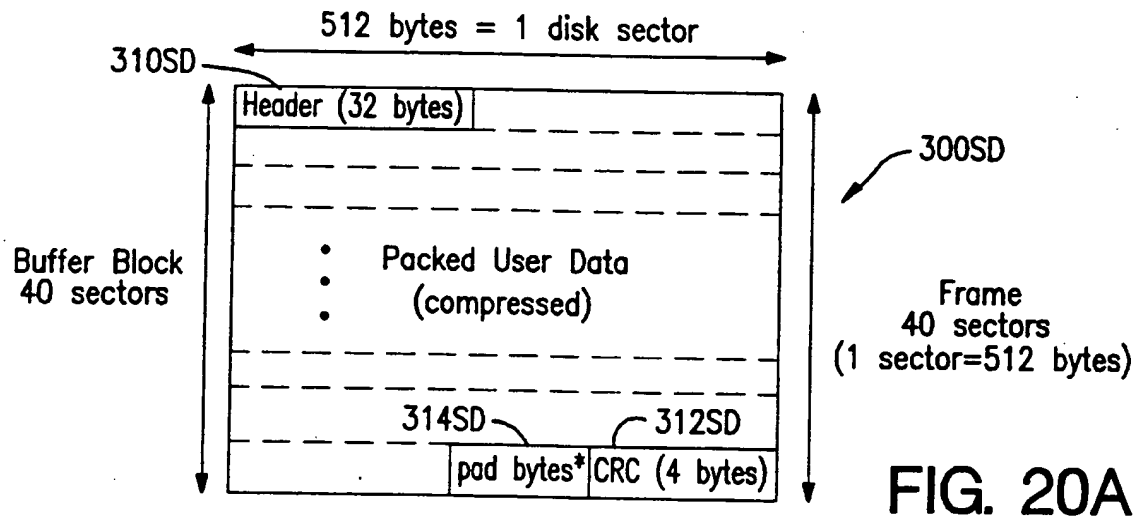 512 bytes = 1 disk sector
310SD
Header (32 bytes)
300SD
Buffer Block
40 sectors
Packed User Data
(compressed)
Frame
40 sectors
(1 sector=512 bytes)
314SD
312SD
pad bytes*
CRC (4 bytes)
FIG. 20A